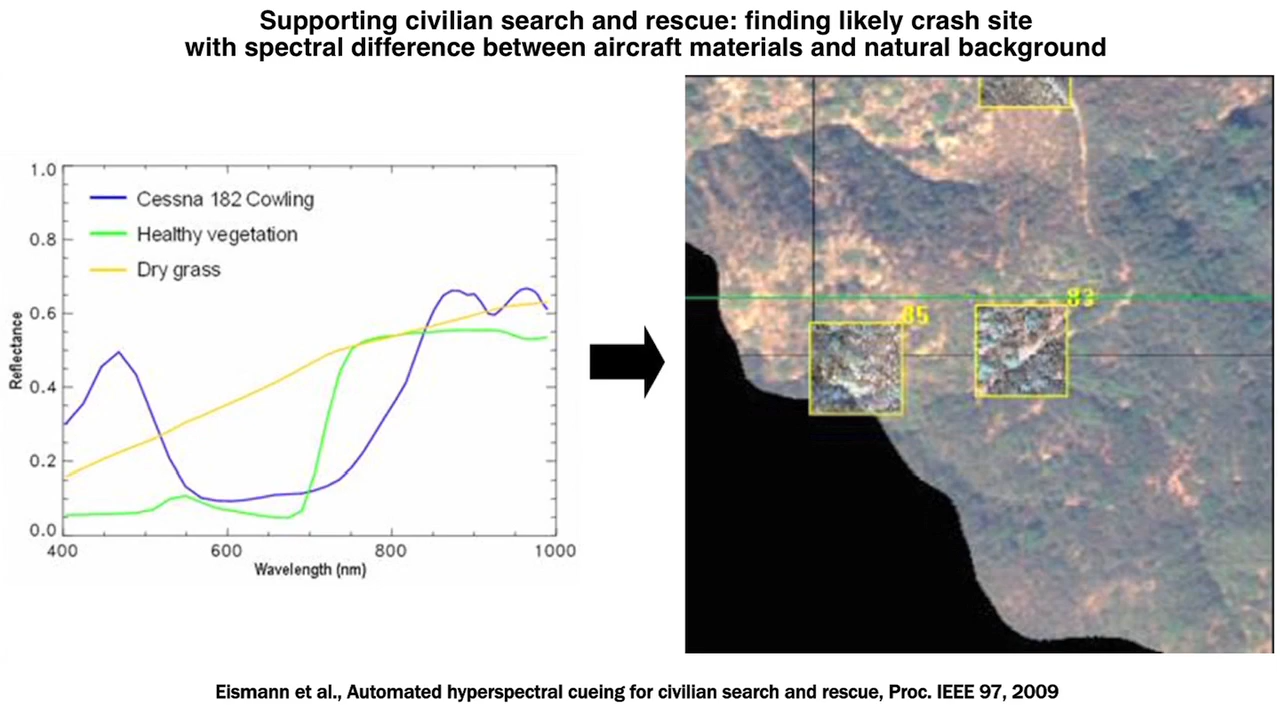 Supporting civilian search and rescue: finding likely crash site
with spectral difference between aircraft materials and natural background
1.0
0.8
0.6
0.4
0.2
0.0
Reflectance
Cessna 182 Cowling
Healthy vegetation
Dry grass
400
600
800
1000
Wavelength (nm)
85
83
Eismann et al., Automated hyperspectral cueing for civilian search and rescue, Proc. IEEE 97, 2009